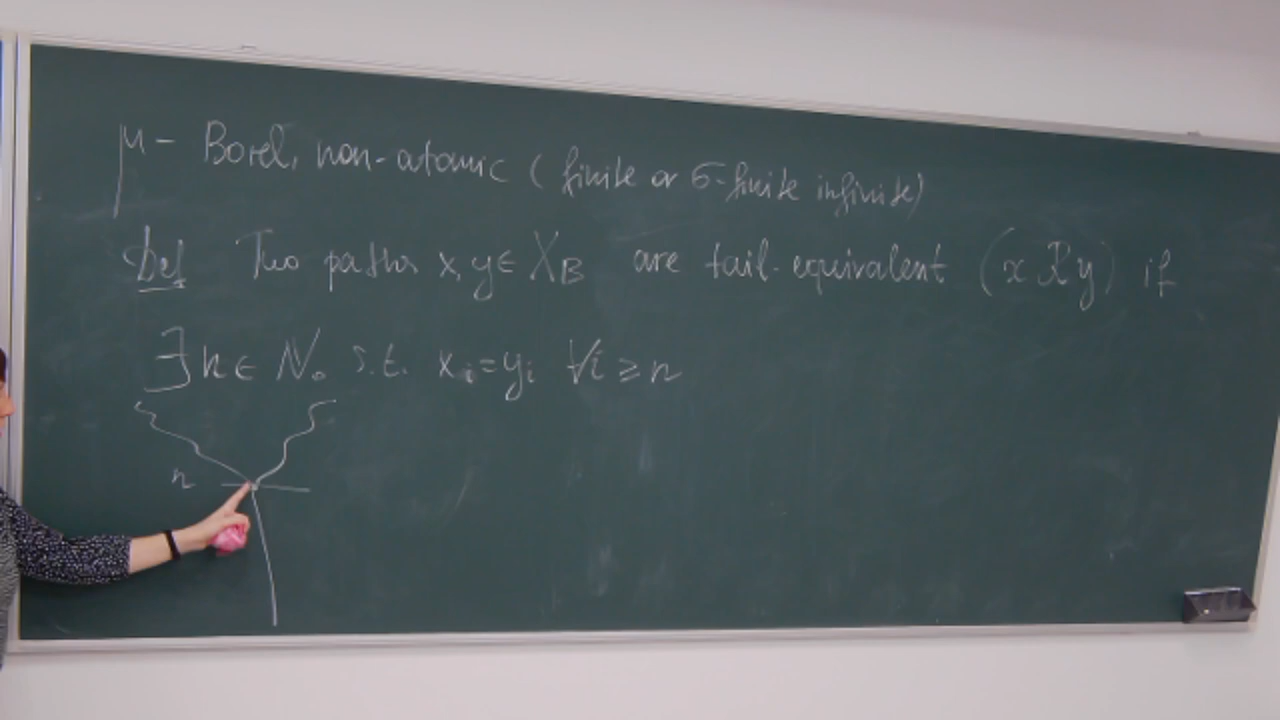 μ - Borel, non-atomic ( finite or σ-finite infinite)
Def Two paths x, y ∈ X_B are tail-equivalent (x R y) if
∃ n ∈ N₀ s.t. x_i = y_i ∀i ≥ n
n